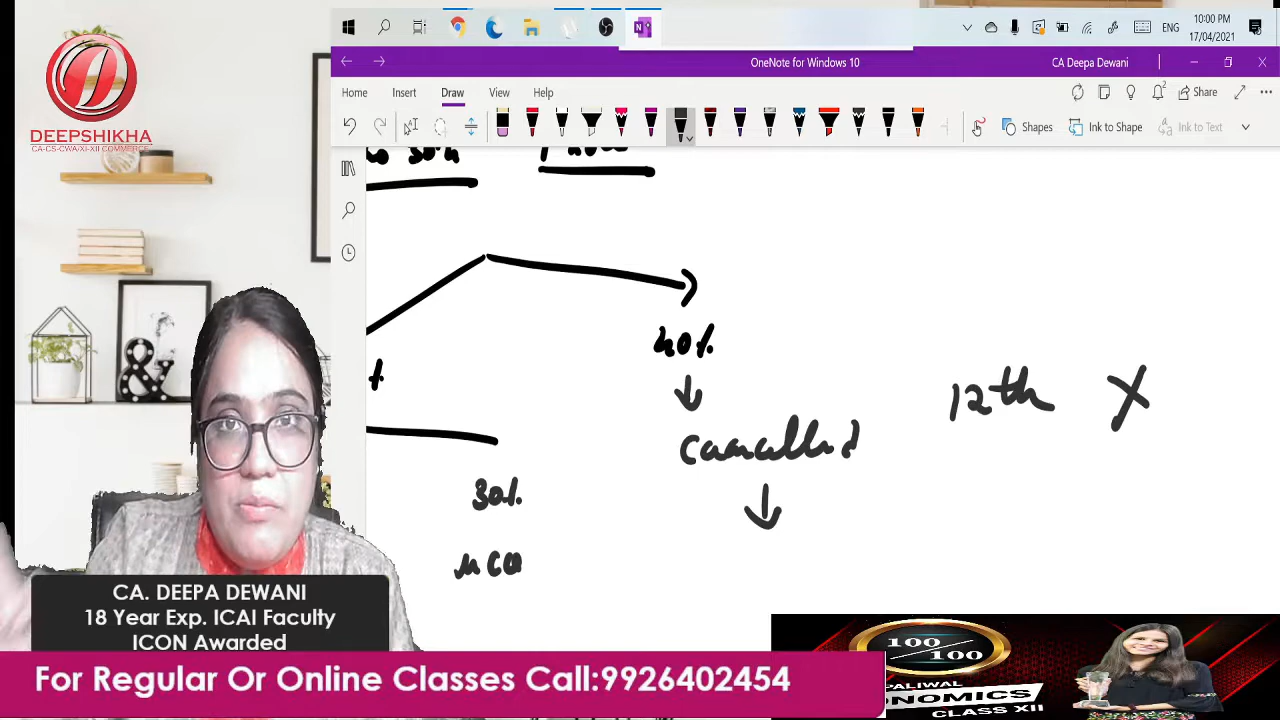 10:00 PM
ENG
17/04/2021
OneNote for Windows 10
CA Deepa Dewani
Home Insert Draw View Help
Share
Shapes
Ink to Shape
Ink to Text
DEEPSHIKHA
CA-CS-CWA/XI-XII COMMERCE
40%
12th X
cancelled
30%
MCQ
&
CA. DEEPA DEWANI
18 Year Exp. ICAI Faculty
ICON Awarded
For Regular Or Online Classes Call:9926402454
100/100
PALIWAL
ONOMICS
CLASS XII